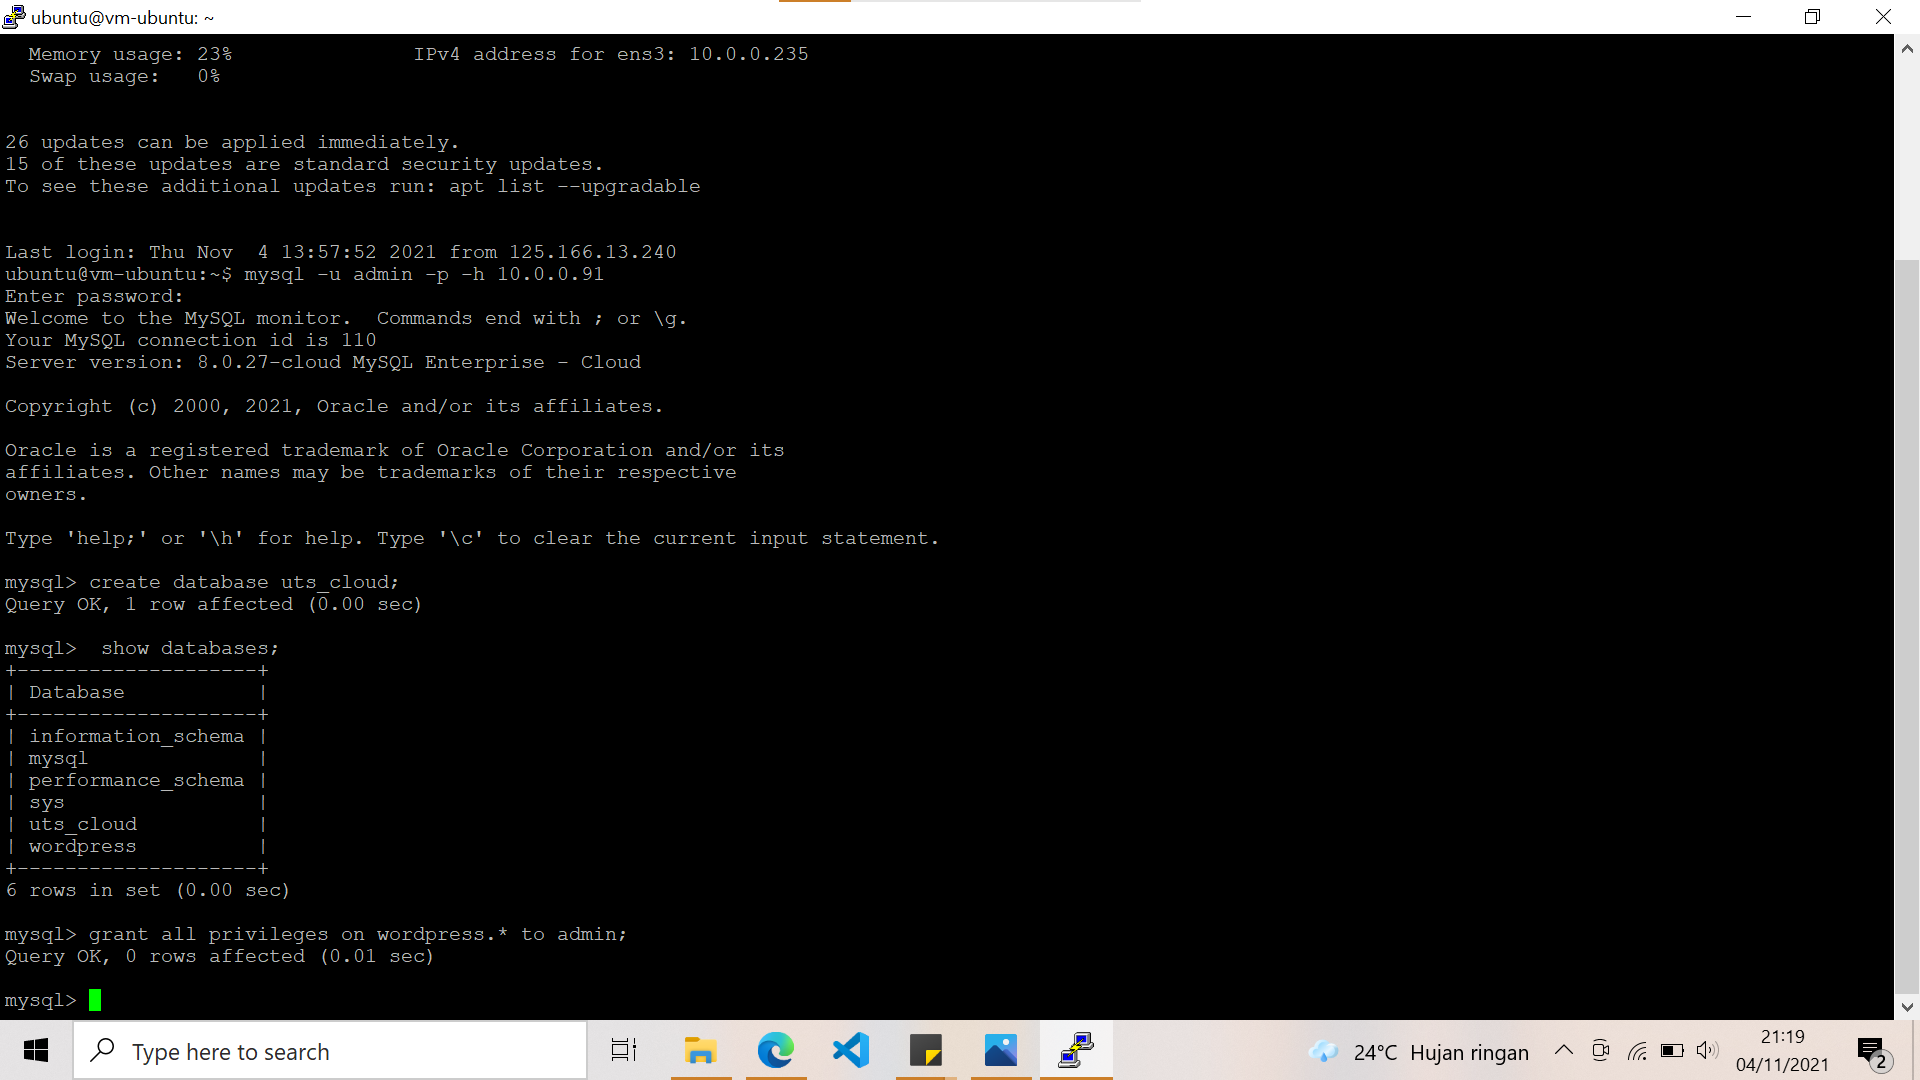 ubuntu@vm-ubuntu: ~
Memory usage: 23%                IPv4 address for ens3: 10.0.0.235
Swap usage:   0%
26 updates can be applied immediately.
15 of these updates are standard security updates.
To see these additional updates run: apt list --upgradable
Last login: Thu Nov  4 13:57:52 2021 from 125.166.13.240
ubuntu@vm-ubuntu:~$ mysql -u admin -p -h 10.0.0.91
Enter password:
Welcome to the MySQL monitor.  Commands end with ; or \g.
Your MySQL connection id is 110
Server version: 8.0.27-cloud MySQL Enterprise - Cloud
Copyright (c) 2000, 2021, Oracle and/or its affiliates.
Oracle is a registered trademark of Oracle Corporation and/or its
affiliates. Other names may be trademarks of their respective
owners.
Type 'help;' or '\h' for help. Type '\c' to clear the current input statement.
mysql> create database uts_cloud;
Query OK, 1 row affected (0.00 sec)
mysql>  show databases;
+--------------------+
| Database           |
+--------------------+
| information_schema |
| mysql              |
| performance_schema |
| sys                |
| uts_cloud          |
| wordpress          |
+--------------------+
6 rows in set (0.00 sec)
mysql> grant all privileges on wordpress.* to admin;
Query OK, 0 rows affected (0.01 sec)
mysql>
Type here to search
24°C Hujan ringan
21:19
04/11/2021
2